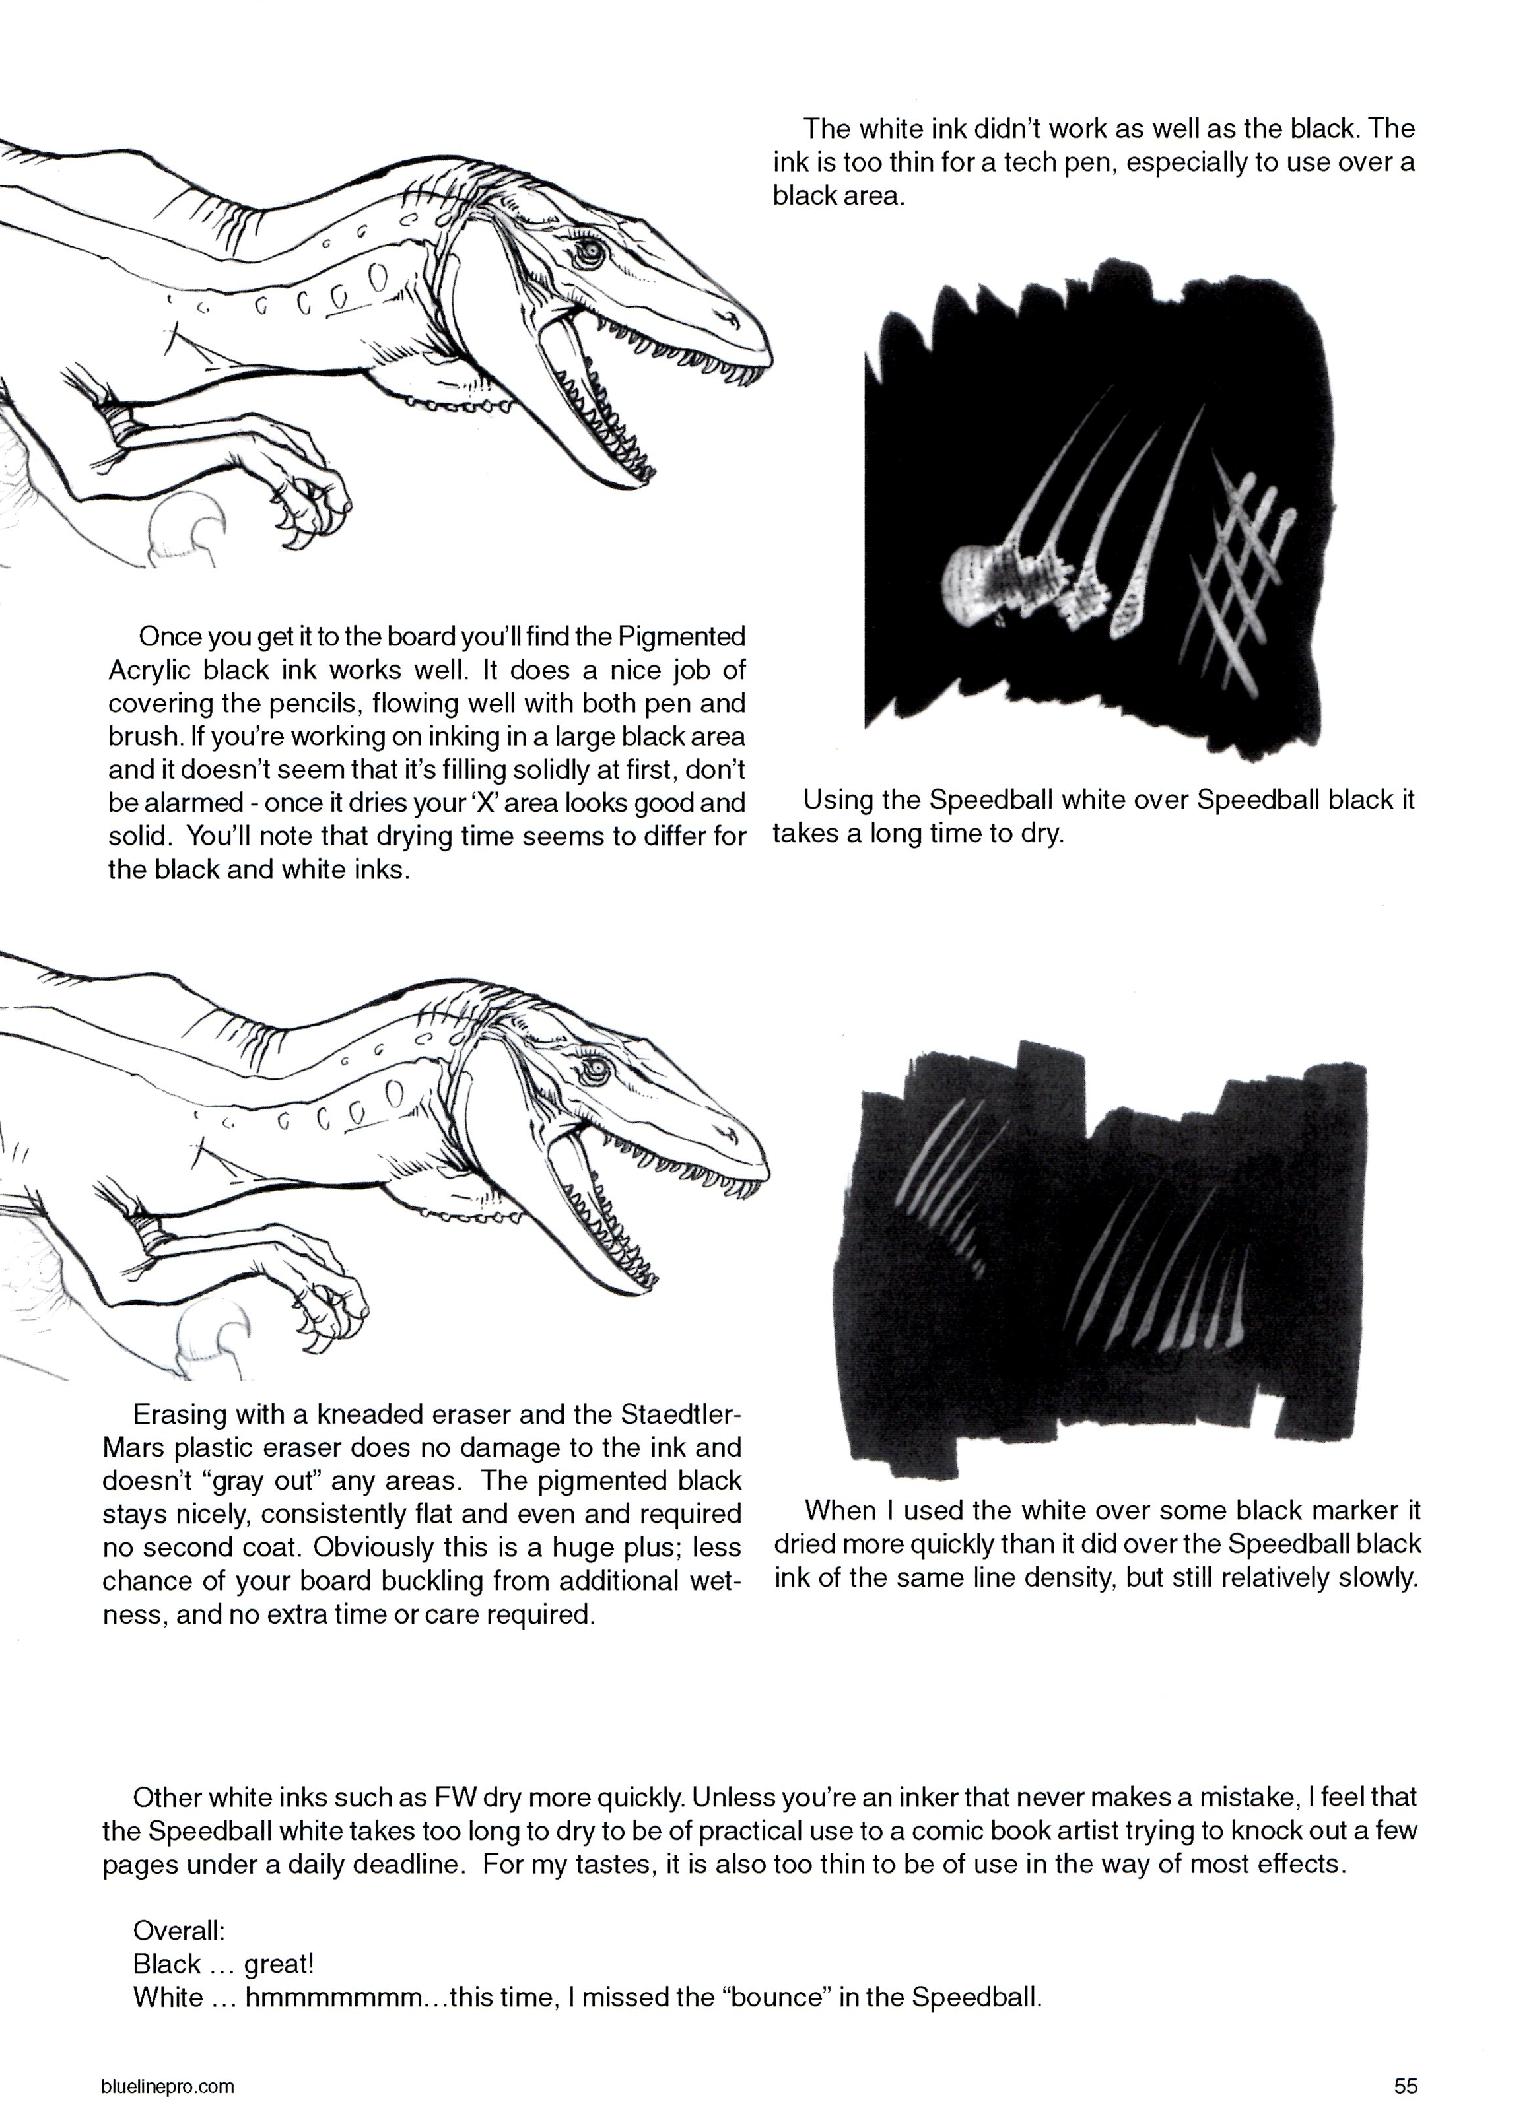 The white ink didn't work as well as the black. The
ink is too thin for a tech pen, especially to use over a
black area.
Once you get it to the board you'll find the Pigmented
Acrylic black ink works well. It does a nice job of
covering the pencils, flowing well with both pen and
brush. If you're working on inking in a large black area
and it doesn't seem that it's filling solidly at first, don't
be alarmed - once it dries your ‘X’ area looks good and
solid. You'll note that drying time seems to differ for
the black and white inks.
Using the Speedball white over Speedball black it
takes a long time to dry.
Erasing with a kneaded eraser and the Staedtler-
Mars plastic eraser does no damage to the ink and
doesn't “gray out” any areas. The pigmented black
stays nicely, consistently flat and even and required
no second coat. Obviously this is a huge plus; less
chance of your board buckling from additional wet-
ness, and no extra time or care required.
When I used the white over some black marker it
dried more quickly than it did over the Speedball black
ink of the same line density, but still relatively slowly.
Other white inks such as FW dry more quickly. Unless you're an inker that never makes a mistake, I feel that
the Speedball white takes too long to dry to be of practical use to a comic book artist trying to knock out a few
pages under a daily deadline. For my tastes, it is also too thin to be of use in the way of most effects.
Overall:
Black ... great!
White ... hmmmmmmm...this time, I missed the “bounce” in the Speedball.
bluelinepro.com
55